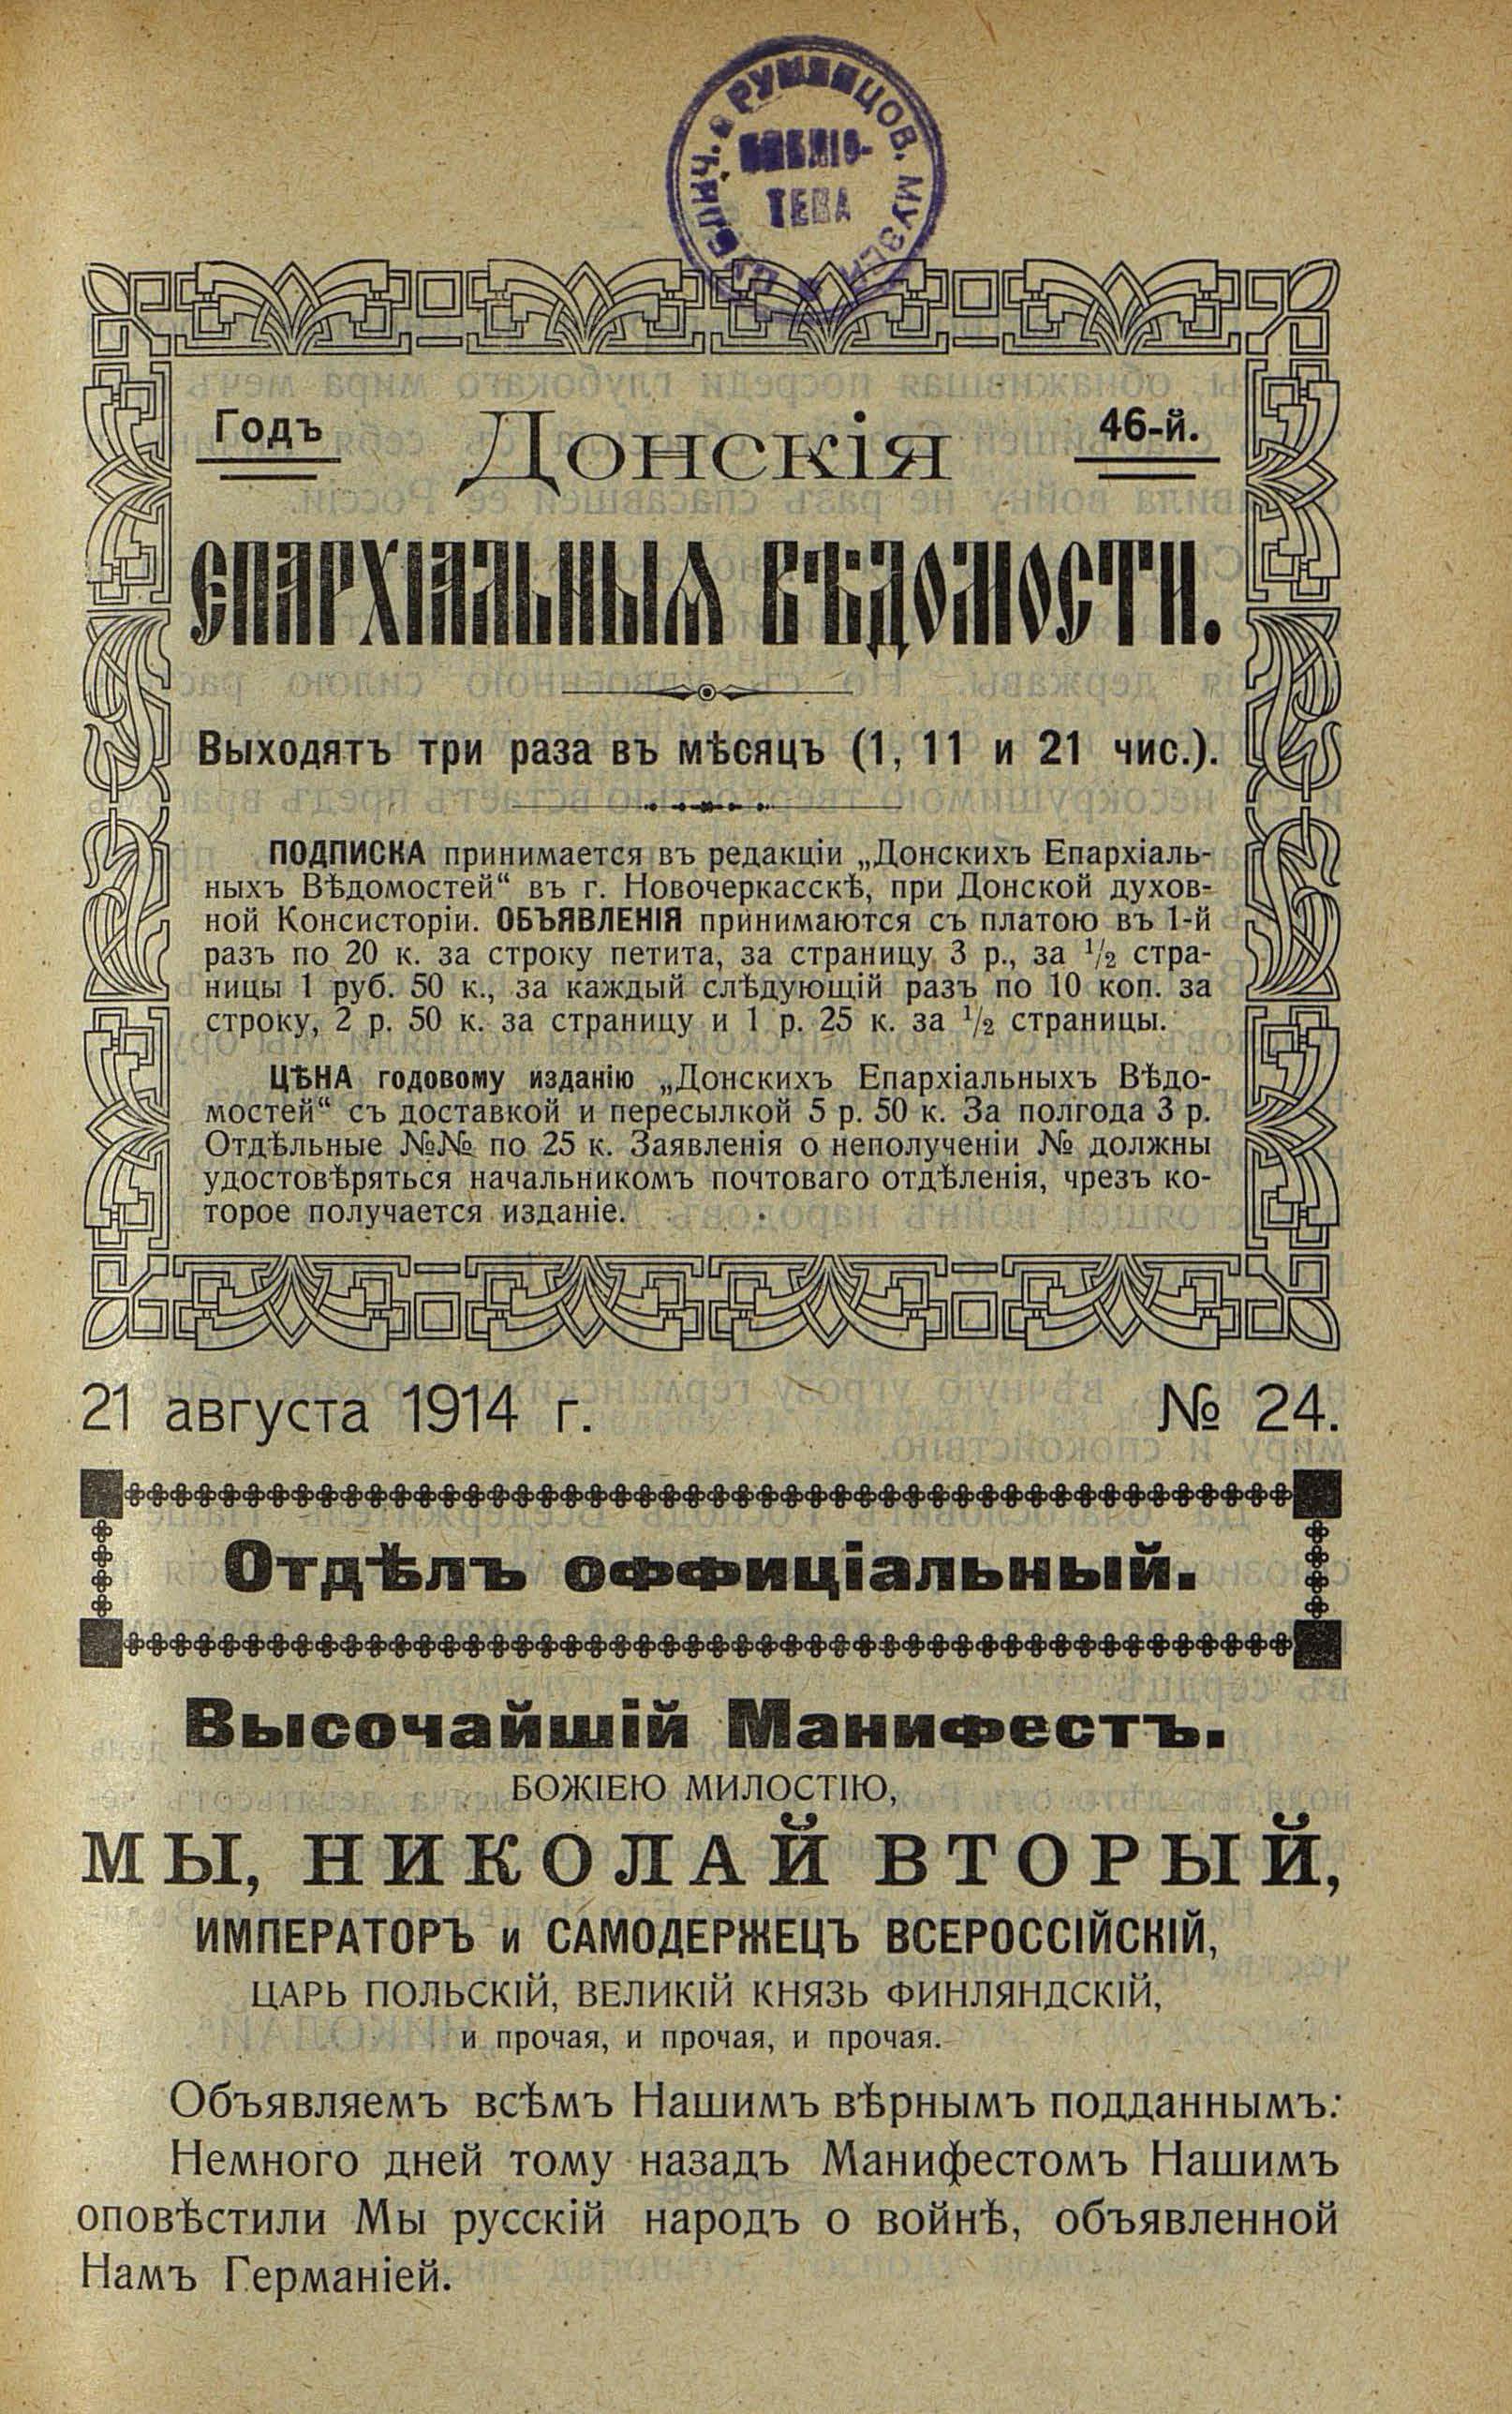 РУМЯНЦОВ. МУЗЕЯ
БИБЛІО-
ТЕКА
Годъ
Донскія
46-й.
ЕПАРХІАЛЬНЫЯ ВѢДОМОСТИ.
Выходятъ три раза въ мѣсяцъ (1, 11 и 21 чис.).
ПОДПИСКА принимается въ редакціи „Донскихъ Епархіаль-
ныхъ Вѣдомостей“ въ г. Новочеркасскѣ, при Донской духов-
ной Консисторіи. ОБЪЯВЛЕНІЯ принимаются съ платою въ 1-й
разъ по 20 к. за строку петита, за страницу 3 р., за 1/2 стра-
ницы 1 руб. 50 к., за каждый слѣдующій разъ по 10 коп. за
строку, 2 р. 50 к. за страницу и 1 р. 25 к. за 1/2 страницы.
ЦѢНА годовому изданію „Донскихъ Епархіальныхъ Вѣдо-
мостей“ съ доставкой и пересылкой 5 р. 50 к. За полгода 3 р.
Отдѣльные №№ по 25 к. Заявленія о неполученіи № должны
удостовѣряться начальникомъ почтоваго отдѣленія, чрезъ ко-
торое получается изданіе.
21 августа 1914 г.
№ 24.
Отдѣлъ оффиціальный.
Высочайшій Манифестъ.
БОЖІЕЮ МИЛОСТІЮ,
МЫ, НИКОЛАЙ ВТОРЫЙ,
ИМПЕРАТОРЪ и САМОДЕРЖЕЦЪ ВСЕРОССІЙСКІЙ,
ЦАРЬ ПОЛЬСКІЙ, ВЕЛИКІЙ КНЯЗЬ ФИНЛЯНДСКІЙ,
и прочая, и прочая, и прочая.
Объявляемъ всѣмъ Нашимъ вѣрнымъ подданнымъ:
Немного дней тому назадъ Манифестомъ Нашимъ
оповѣстили Мы русскій народъ о войнѣ, объявленной
Намъ Германіей.